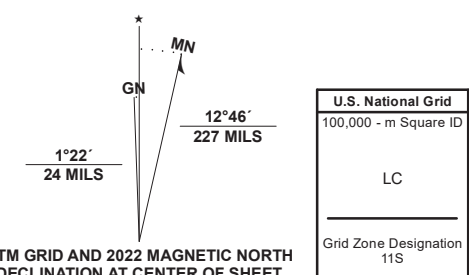 ★
MN
GN
12°46´
227 MILS
1°22´
24 MILS
TM GRID AND 2022 MAGNETIC NORTH
DECLINATION AT CENTER OF SHEET
U.S. National Grid
100,000 - m Square ID
LC
Grid Zone Designation
11S